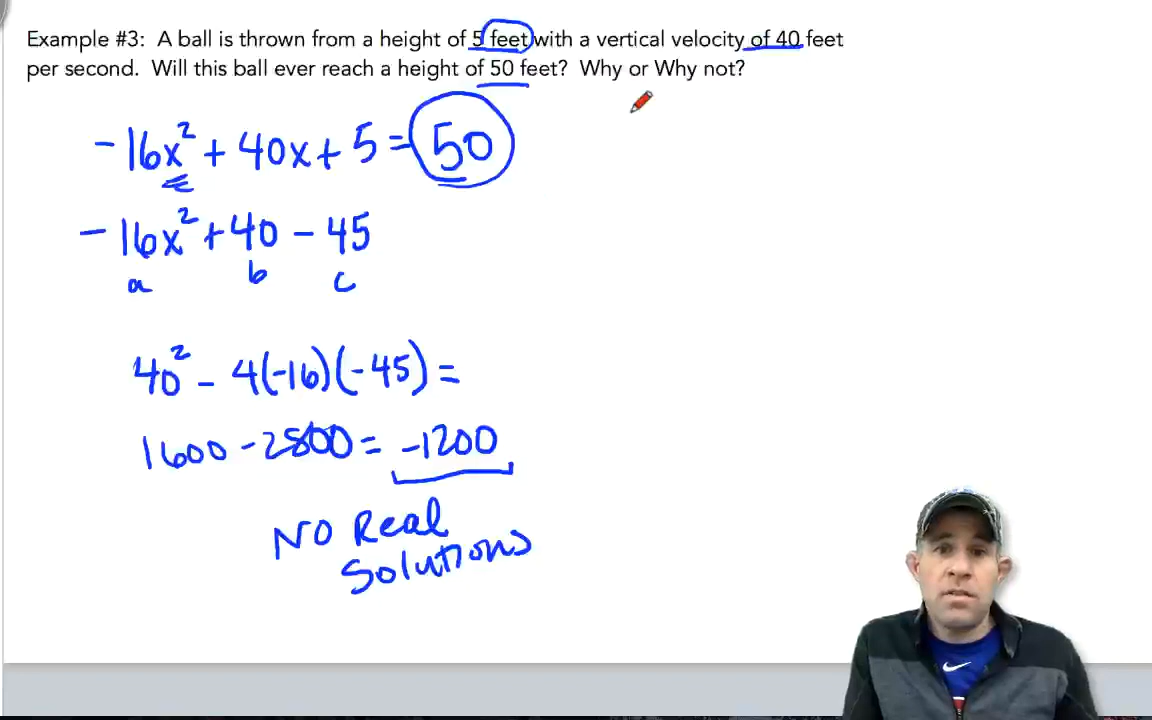 Example #3: A ball is thrown from a height of 5 feet with a vertical velocity of 40 feet
per second. Will this ball ever reach a height of 50 feet? Why or Why not?
-16x² + 40x + 5 = 50
-16x² + 40 - 45
a b c
40² - 4(-16)(-45) =
1600 - 2800 = -1200
No Real
Solutions